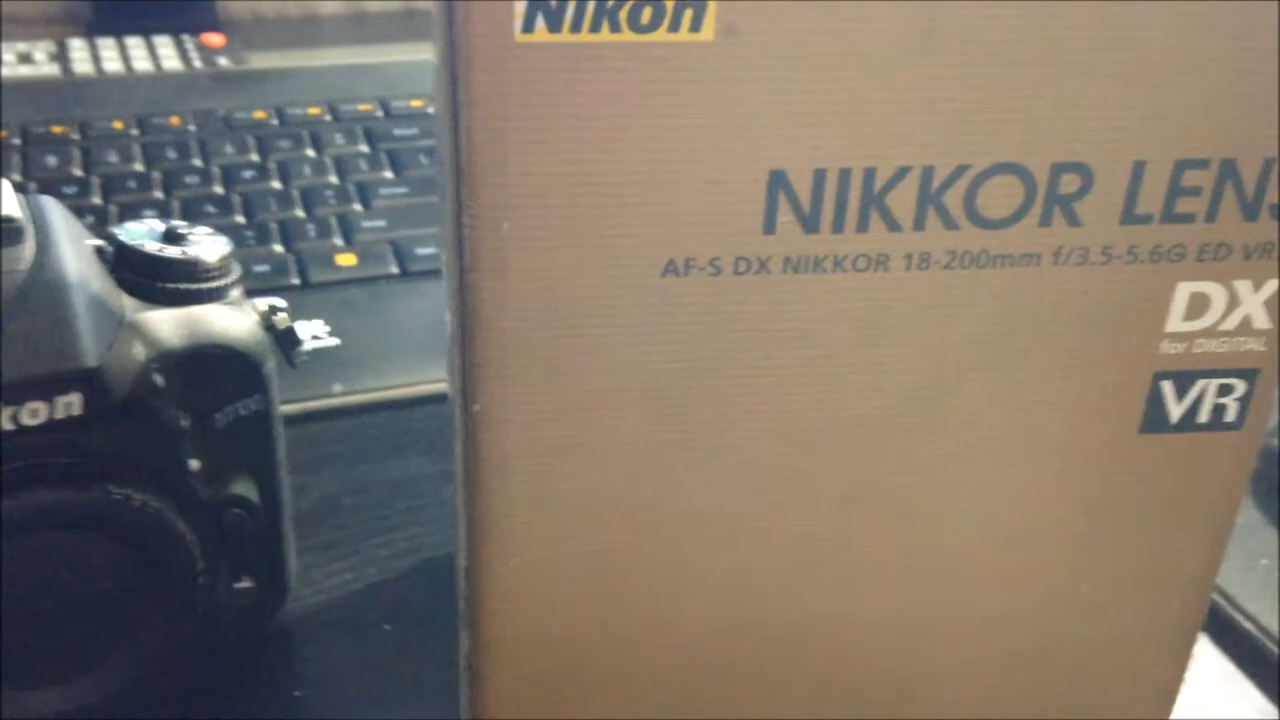 Nikon
NIKKOR LENS
AF-S DX NIKKOR 18-200mm f/3.5-5.6G ED VR
DX
for DIGITAL
VR
kon